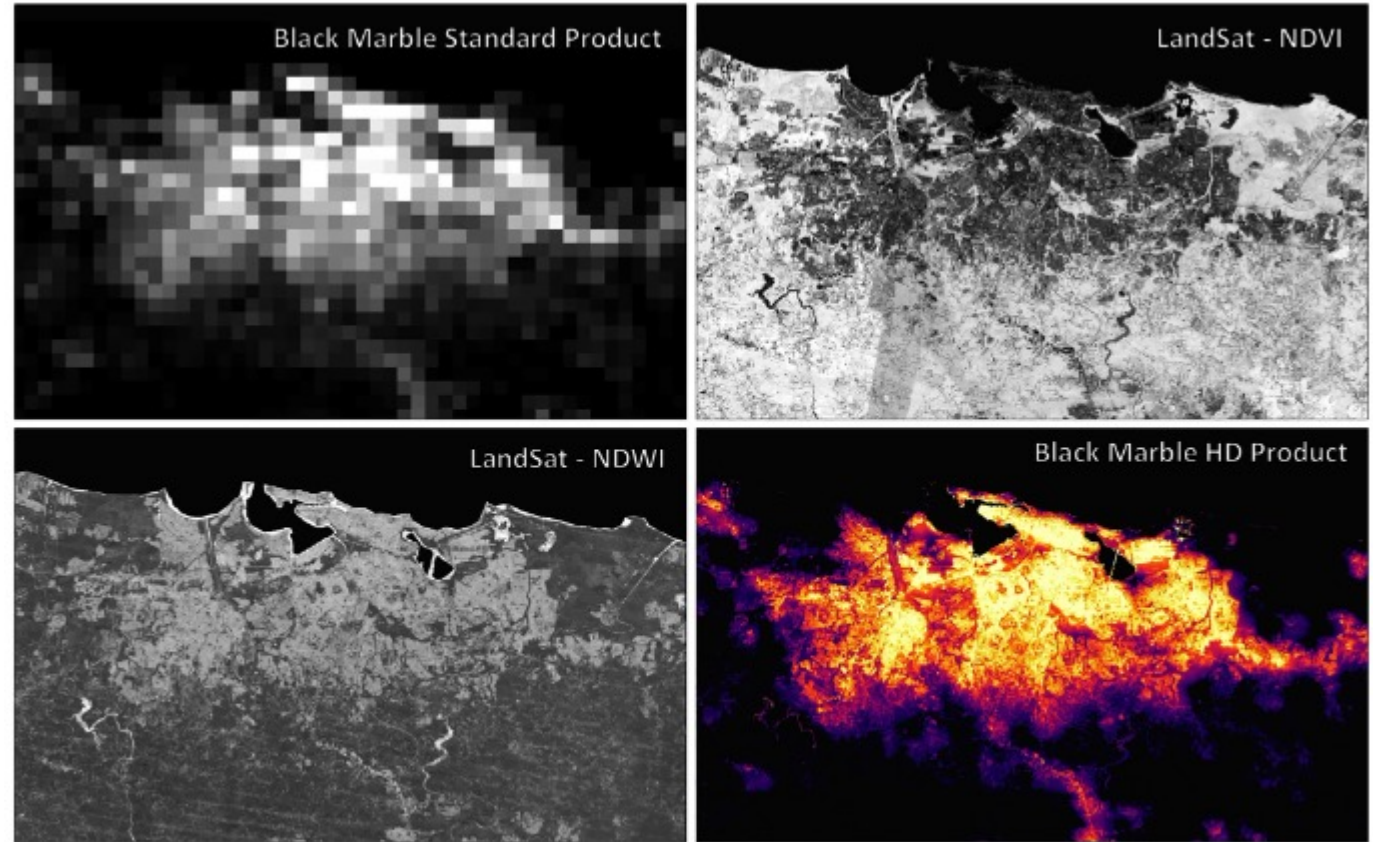 Black Marble Standard Product
LandSat - NDVI
LandSat - NDWI
Black Marble HD Product